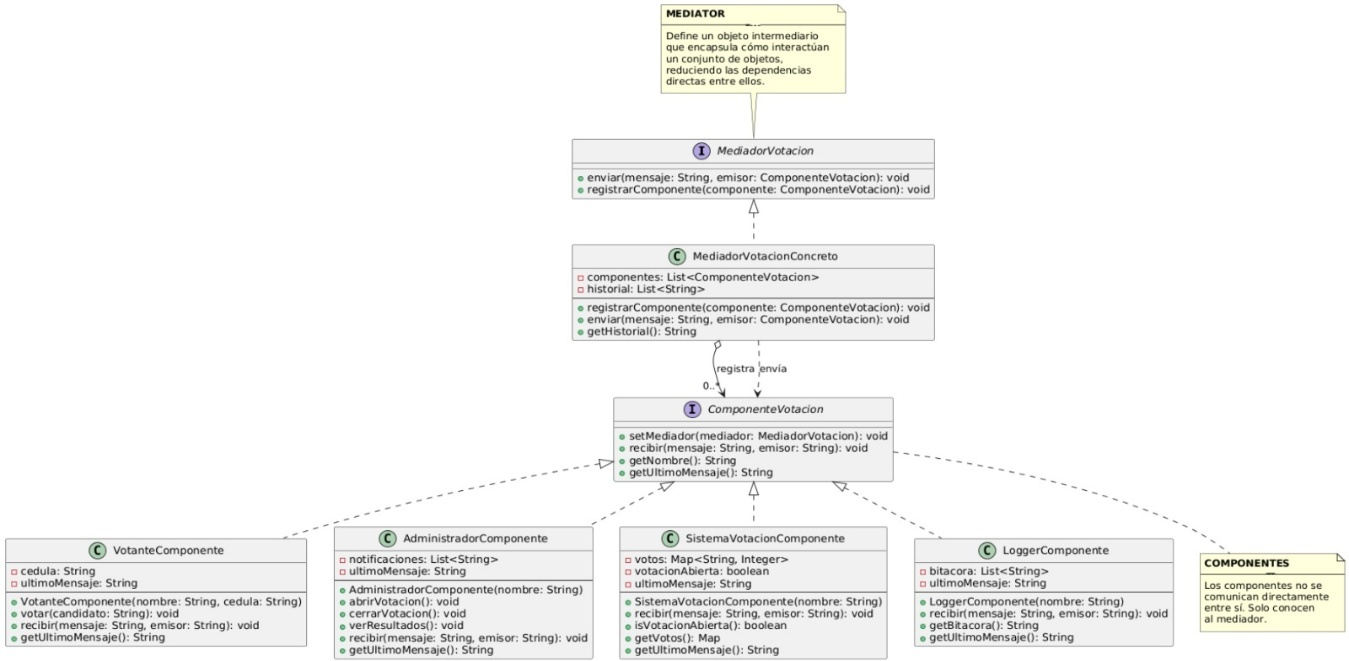 MEDIATOR
Define un objeto intermediario
que encapsula cómo interactúan
un conjunto de objetos,
reduciendo las dependencias
directas entre ellos.
I MediadorVotacion
enviar(mensaje: String, emisor: ComponenteVotacion): void
registrarComponente(componente: ComponenteVotacion): void
C MediadorVotacionConcreto
componentes: List<ComponenteVotacion>
historial: List<String>
registrarComponente(componente: ComponenteVotacion): void
enviar(mensaje: String, emisor: ComponenteVotacion): void
getHistorial(): String
registra envía
0..*
I ComponenteVotacion
setMediador(mediador: MediadorVotacion): void
recibir(mensaje: String, emisor: String): void
getNombre(): String
getUltimoMensaje(): String
C VotanteComponente
cedula: String
ultimoMensaje: String
VotanteComponente(nombre: String, cedula: String)
votar(candidato: String): void
recibir(mensaje: String, emisor: String): void
getUltimoMensaje(): String
C AdministradorComponente
notificaciones: List<String>
ultimoMensaje: String
AdministradorComponente(nombre: String)
abrirVotacion(): void
cerrarVotacion(): void
verResultados(): void
recibir(mensaje: String, emisor: String): void
getUltimoMensaje(): String
C SistemaVotacionComponente
votos: Map<String, Integer>
votacionAbierta: boolean
ultimoMensaje: String
SistemaVotacionComponente(nombre: String)
recibir(mensaje: String, emisor: String): void
isVotacionAbierta(): boolean
getVotos(): Map
getUltimoMensaje(): String
C LoggerComponente
bitacora: List<String>
ultimoMensaje: String
LoggerComponente(nombre: String)
recibir(mensaje: String, emisor: String): void
getBitacora(): String
getUltimoMensaje(): String
COMPONENTES
Los componentes no se
comunican directamente
entre sí. Solo conocen
al mediador.